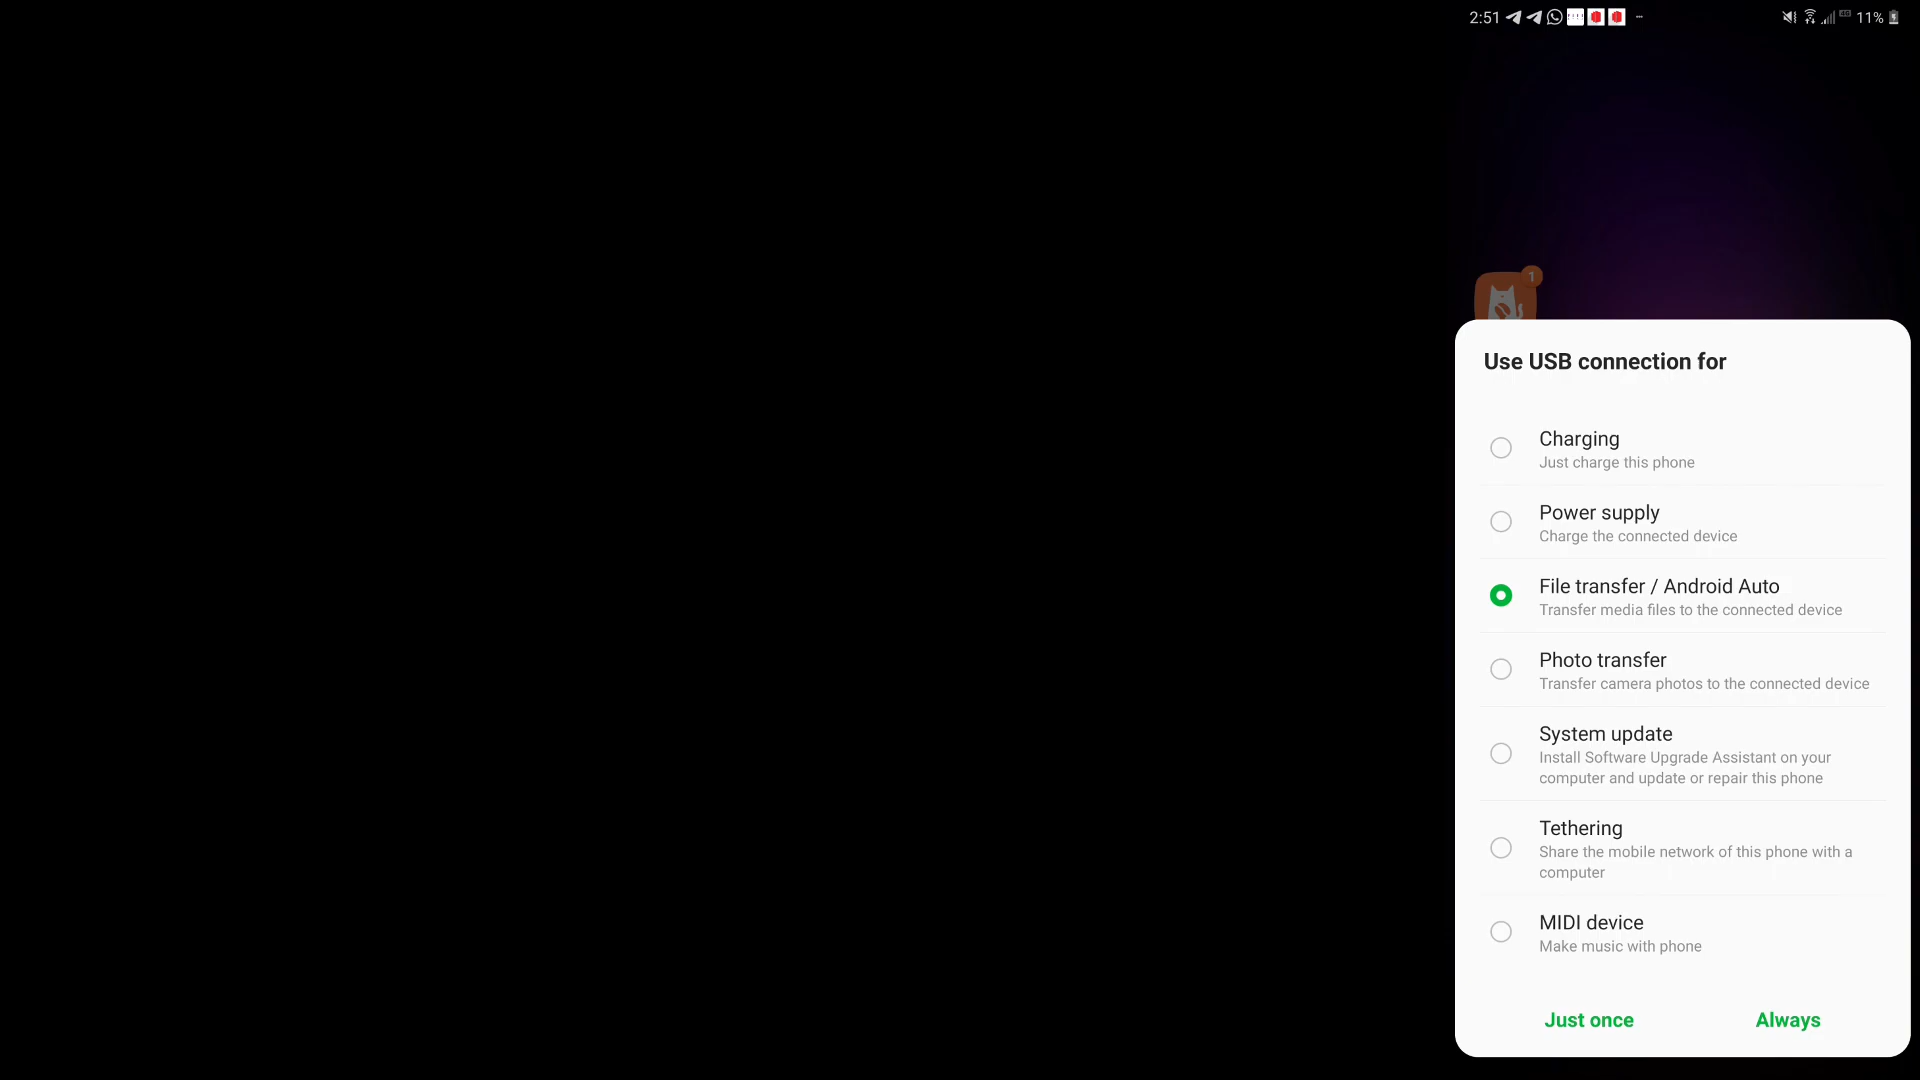 2:51
4G 11%
1
Use USB connection for
Charging
Just charge this phone
Power supply
Charge the connected device
File transfer / Android Auto
Transfer media files to the connected device
Photo transfer
Transfer camera photos to the connected device
System update
Install Software Upgrade Assistant on your
computer and update or repair this phone
Tethering
Share the mobile network of this phone with a
computer
MIDI device
Make music with phone
Just once
Always